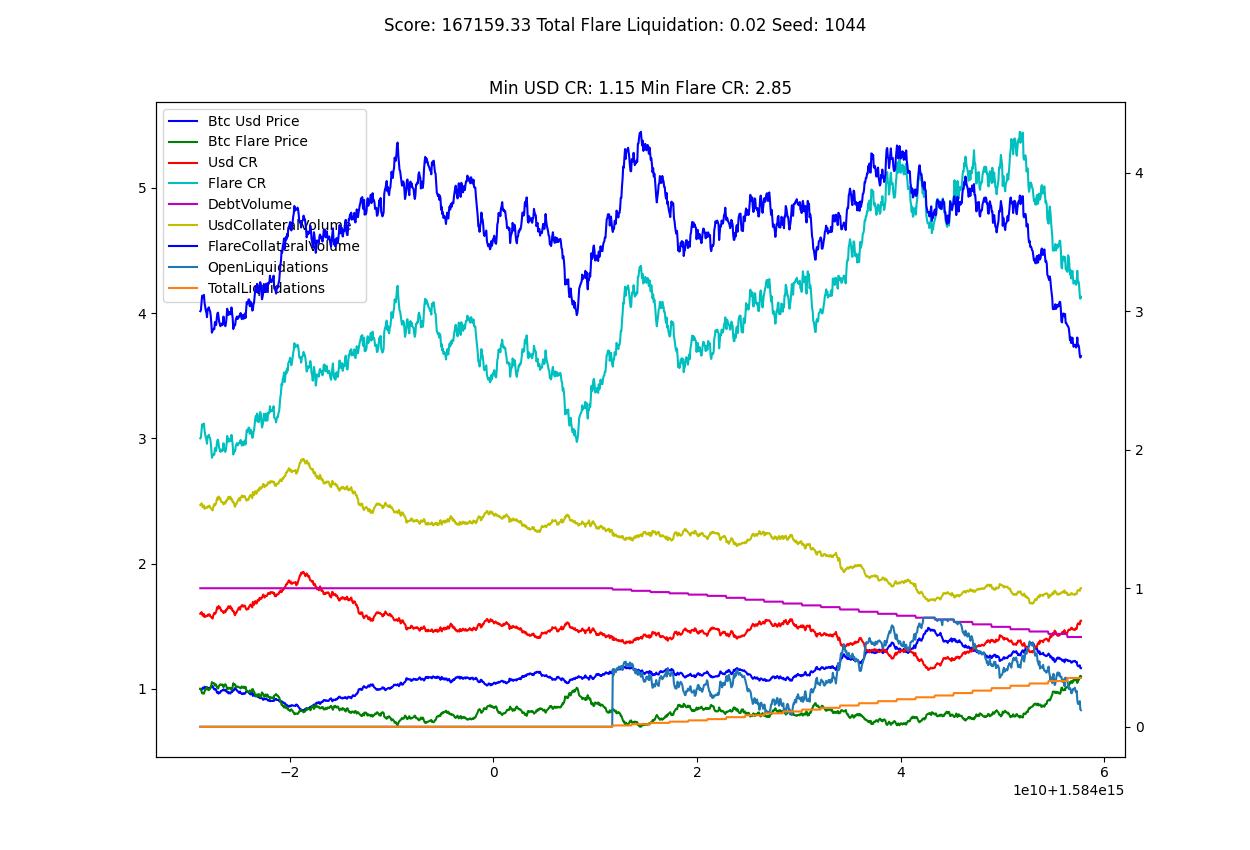 Score: 167159.33 Total Flare Liquidation: 0.02 Seed: 1044
Min USD CR: 1.15 Min Flare CR: 2.85
Btc Usd Price
Btc Flare Price
Usd CR
Flare CR
DebtVolume
UsdCollateralVolume
FlareCollateralVolume
OpenLiquidations
TotalLiquidations
5
4
3
2
1
4
3
2
1
0
−2
0
2
4
6
1e10+1.584e15